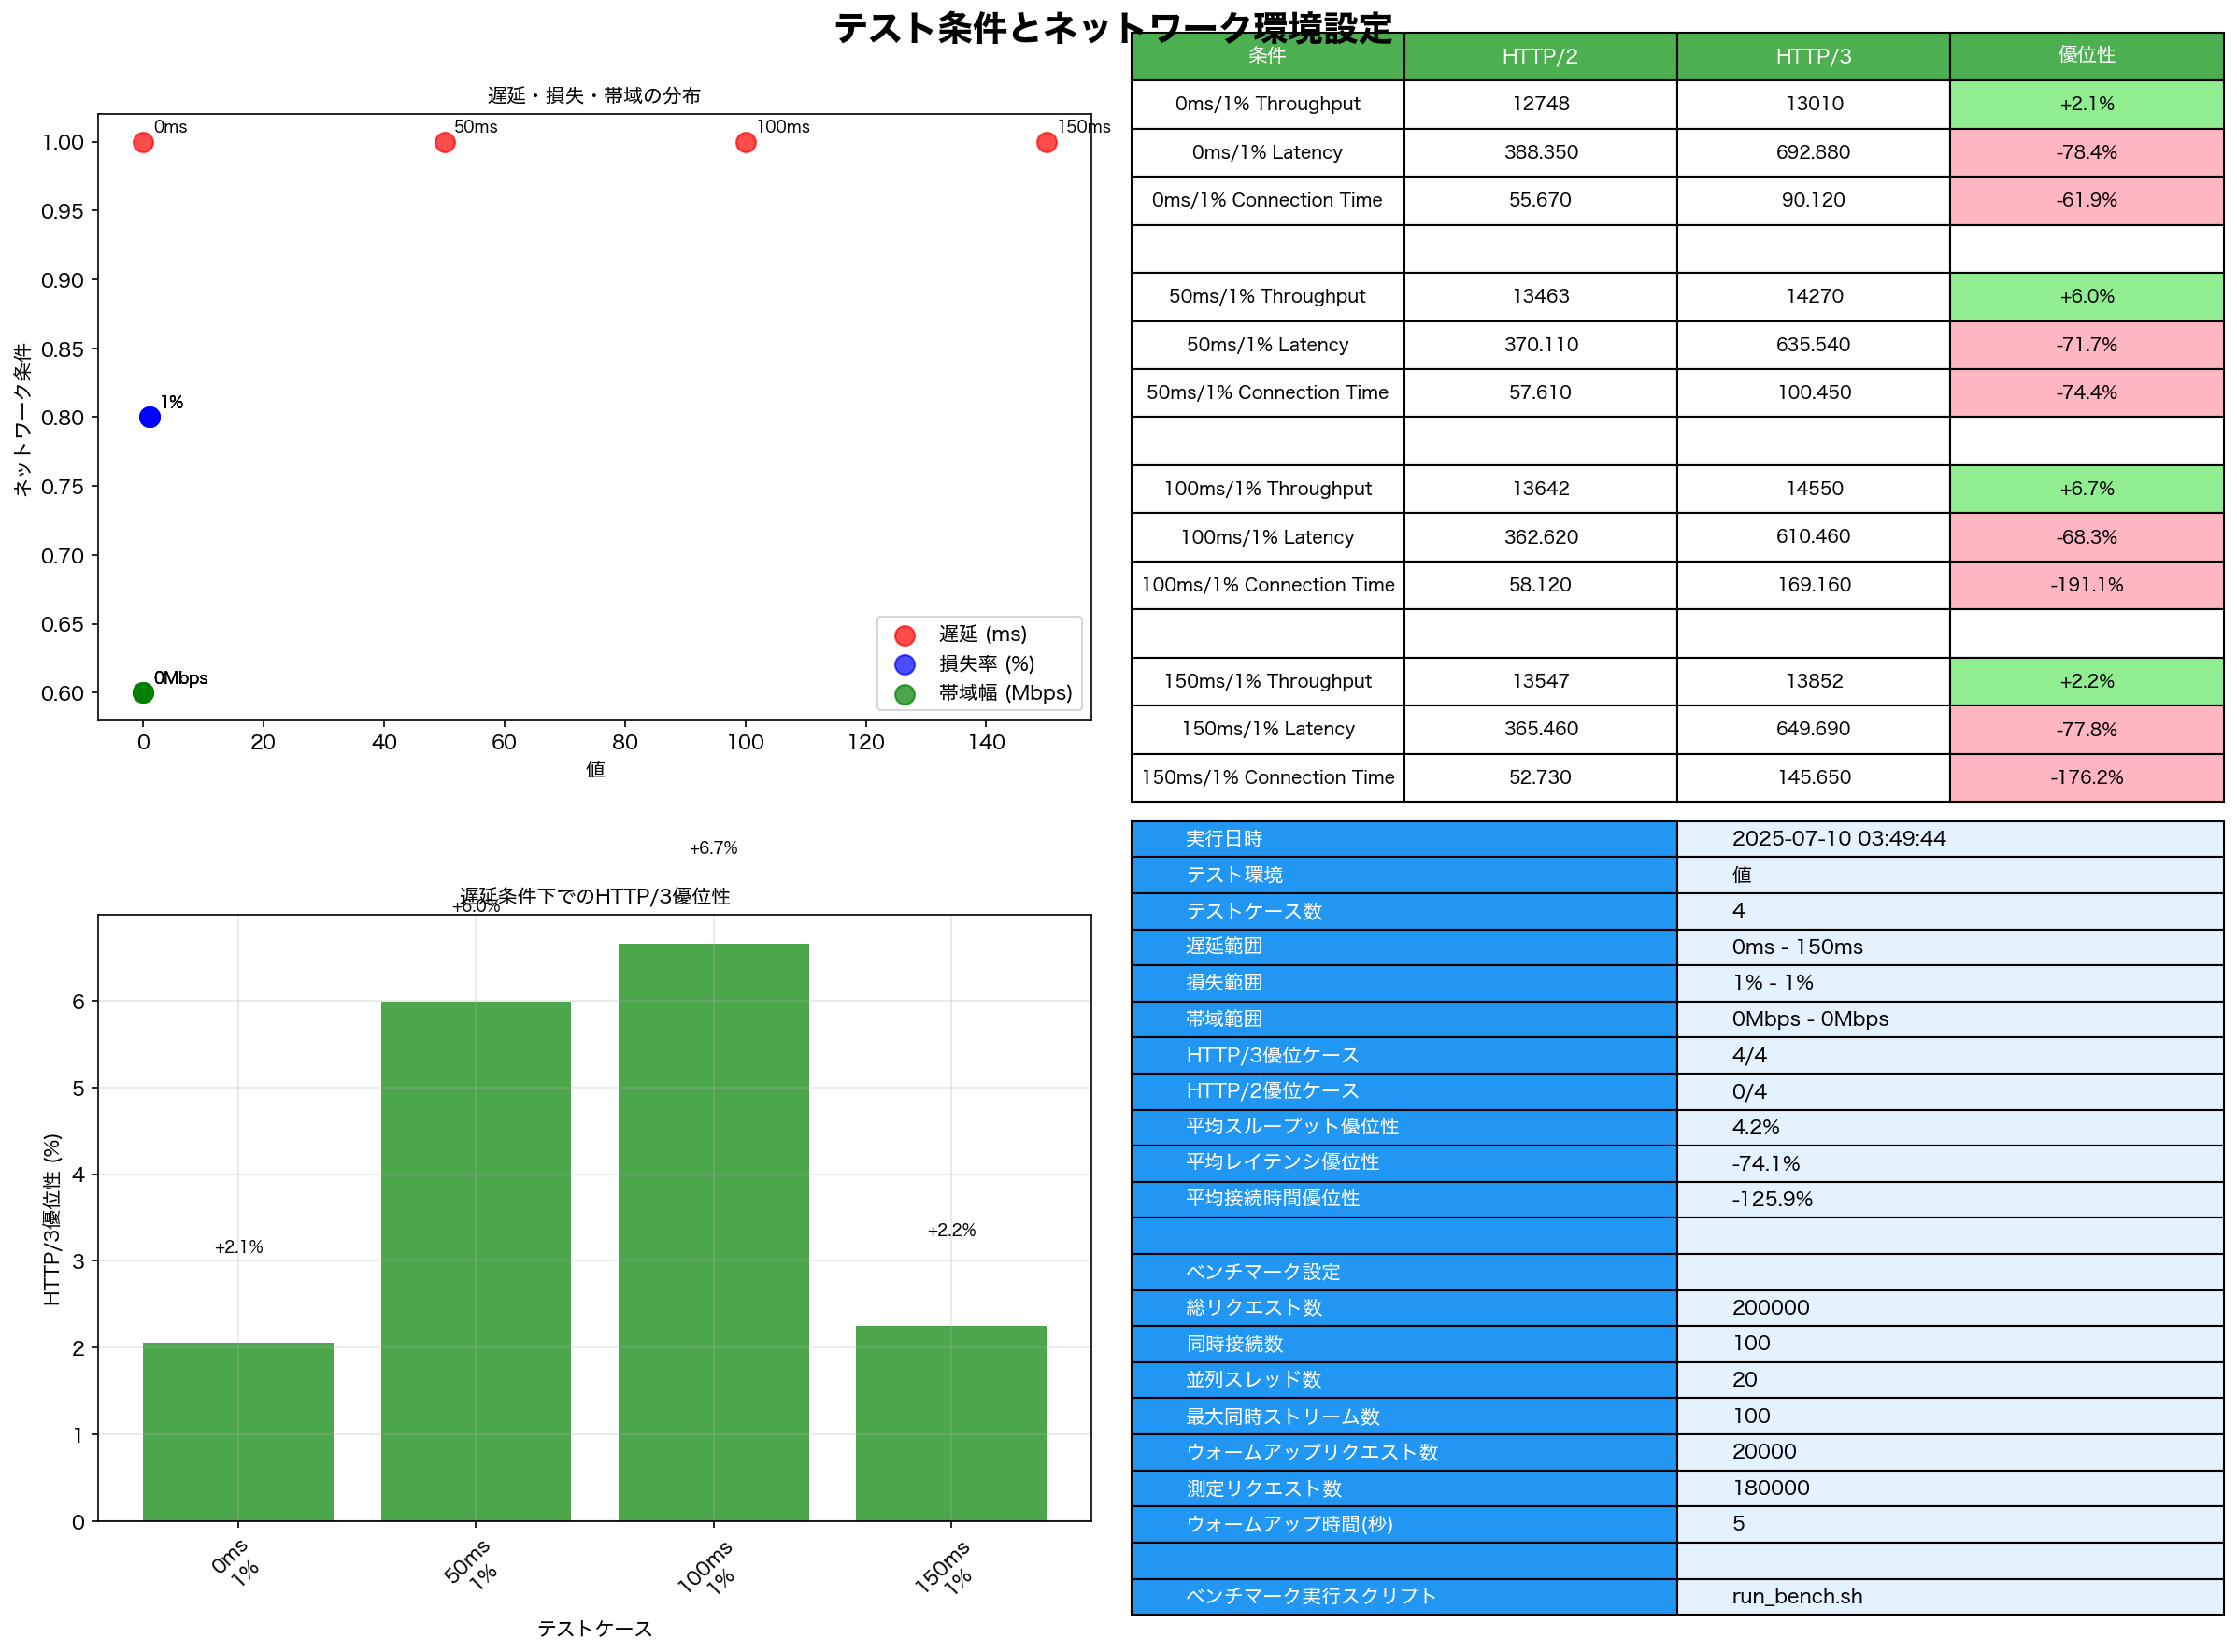 テスト条件とネットワーク環境設定
遅延・損失・帯域の分布
1.00
0.95
0.90
0.85
0.80
0.75
0.70
0.65
0.60
ネットワーク条件
0ms
50ms
100ms
150ms
1%
0Mbps
遅延 (ms)
損失率 (%)
帯域幅 (Mbps)
0 20 40 60 80 100 120 140
値
条件 HTTP/2 HTTP/3 優位性
0ms/1% Throughput 12748 13010 +2.1%
0ms/1% Latency 388.350 692.880 -78.4%
0ms/1% Connection Time 55.670 90.120 -61.9%
50ms/1% Throughput 13463 14270 +6.0%
50ms/1% Latency 370.110 635.540 -71.7%
50ms/1% Connection Time 57.610 100.450 -74.4%
100ms/1% Throughput 13642 14550 +6.7%
100ms/1% Latency 362.620 610.460 -68.3%
100ms/1% Connection Time 58.120 169.160 -191.1%
150ms/1% Throughput 13547 13852 +2.2%
150ms/1% Latency 365.460 649.690 -77.8%
150ms/1% Connection Time 52.730 145.650 -176.2%
遅延条件下でのHTTP/3優位性
+2.1%
+6.0%
+6.7%
+2.2%
6
5
4
3
2
1
0
HTTP/3優位性 (%)
0ms
1%
50ms
1%
100ms
1%
150ms
1%
テストケース
実行日時 2025-07-10 03:49:44
テスト環境 値
テストケース数 4
遅延範囲 0ms - 150ms
損失範囲 1% - 1%
帯域範囲 0Mbps - 0Mbps
HTTP/3優位ケース 4/4
HTTP/2優位ケース 0/4
平均スループット優位性 4.2%
平均レイテンシ優位性 -74.1%
平均接続時間優位性 -125.9%
ベンチマーク設定
総リクエスト数 200000
同時接続数 100
並列スレッド数 20
最大同時ストリーム数 100
ウォームアップリクエスト数 20000
測定リクエスト数 180000
ウォームアップ時間(秒) 5
ベンチマーク実行スクリプト run_bench.sh